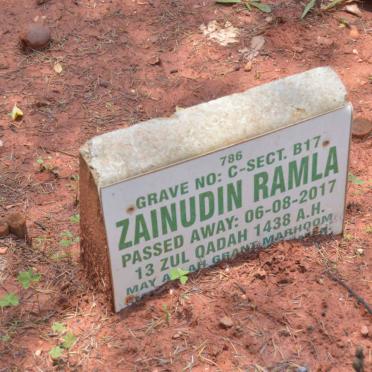 786
GRAVE NO: C-SECT. B17
ZAINUDIN RAMLA
PASSED AWAY: 06-08-2017
13 ZUL QADAH 1438 A.H.
MAY ALLAH GRANT MARHOOM